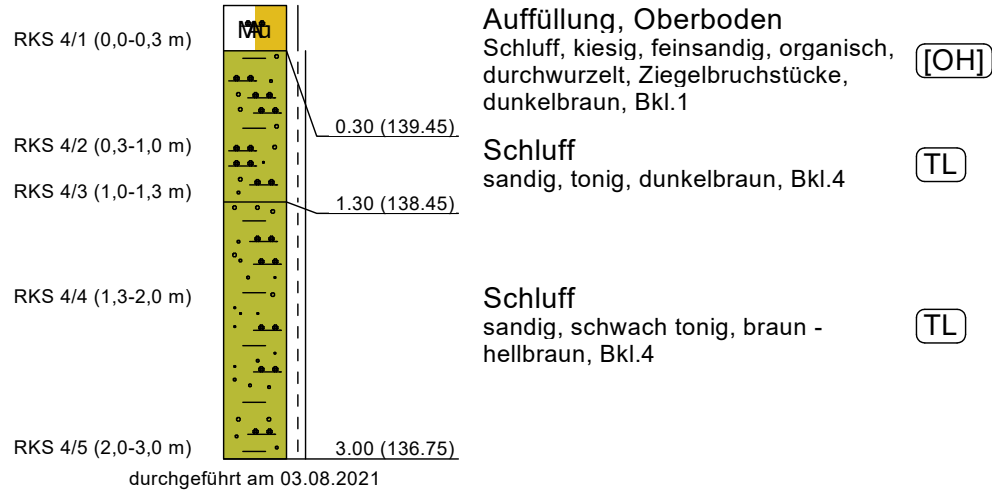 Auffüllung, Oberboden
RKS 4/1 (0,0-0,3 m)
Schluff, kiesig, feinsandig, organisch,
durchwurzelt, Ziegelbruchstücke,
dunkelbraun, Bkl.1
[OH]
0.30 (139.45)
RKS 4/2 (0,3-1,0 m)
Schluff
sandig, tonig, dunkelbraun, Bkl.4
TL
RKS 4/3 (1,0-1,3 m)
1.30 (138.45)
RKS 4/4 (1,3-2,0 m)
Schluff
sandig, schwach tonig, braun -
hellbraun, Bkl.4
TL
RKS 4/5 (2,0-3,0 m)
3.00 (136.75)
durchgeführt am 03.08.2021